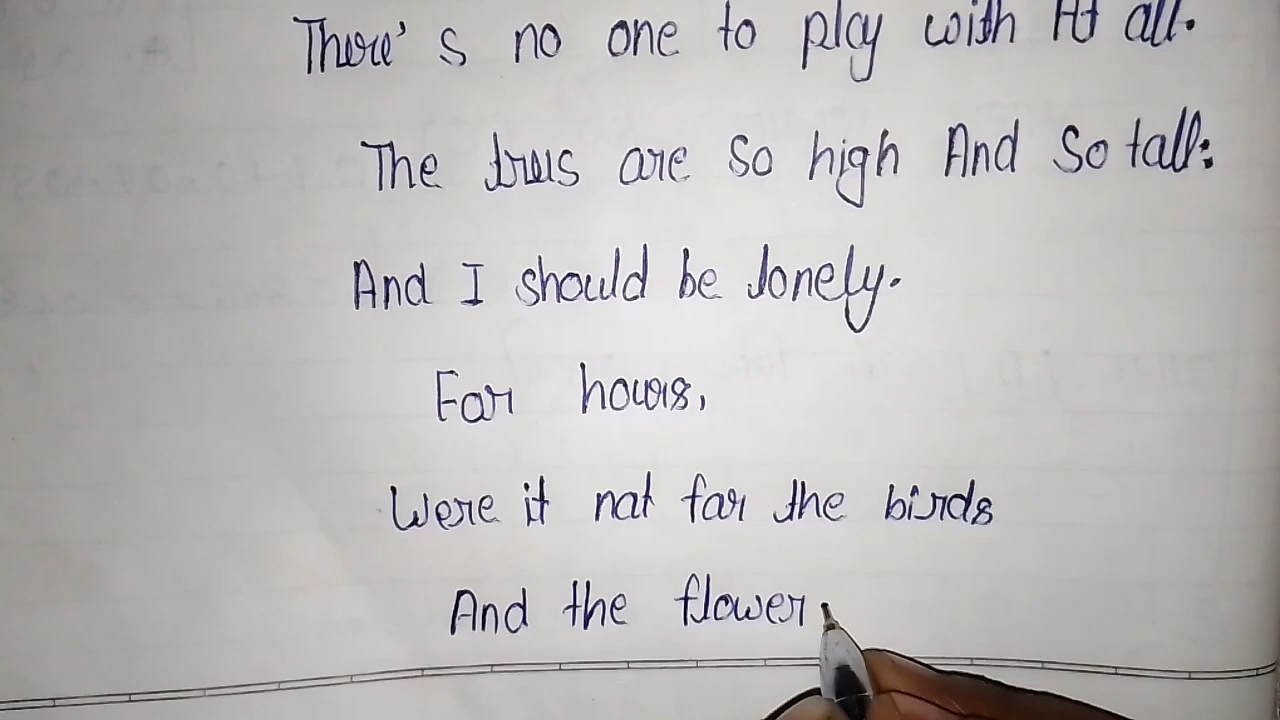 There's no one to play with At all.
The trees are so high And so tall:
And I should be lonely.
For hours,
Were it not for the birds
And the flower